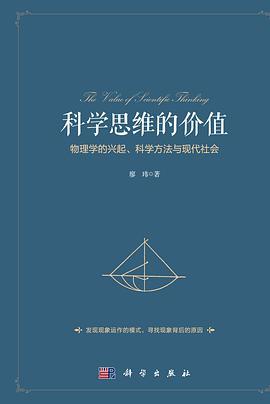 The Value of Scientific Thinking
科学思维的价值
物理学的兴起、科学方法与现代社会
廖 玮 著
发现现象运作的模式，寻找现象背后的原因
科学出版社